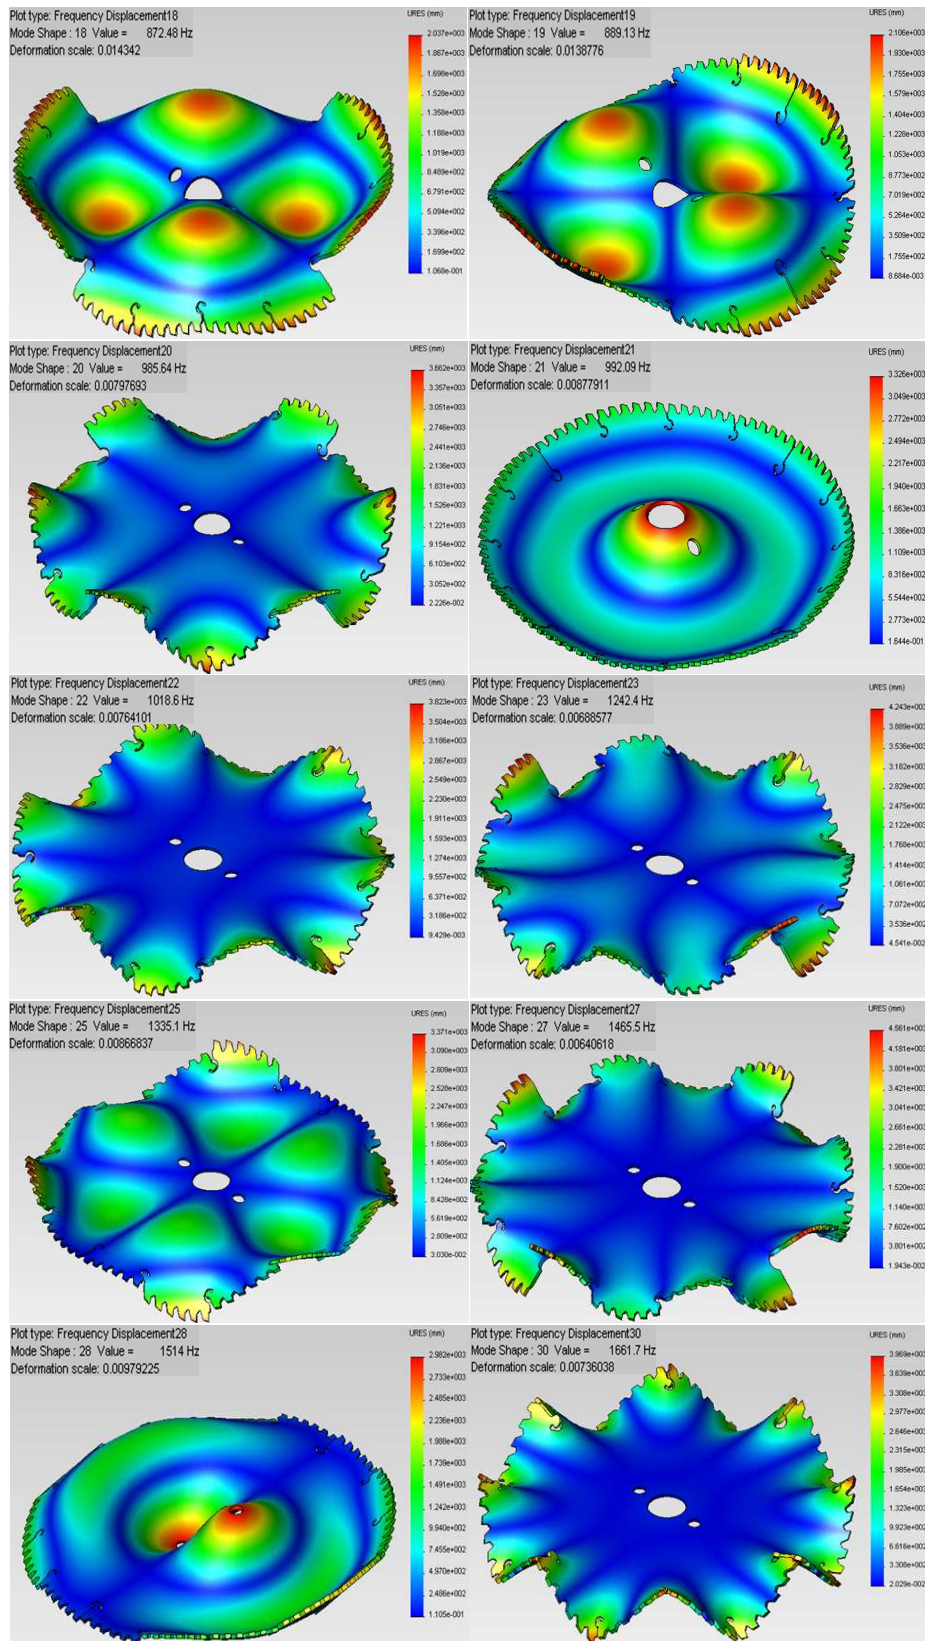 Plot type: Frequency Displacement18
Mode Shape : 18 Value = 872.48 Hz
Deformation scale: 0.014342
URES (mm)
2.037e+003
1.867e+003
1.698e+003
1.528e+003
1.358e+003
1.188e+003
1.019e+003
8.489e+002
6.791e+002
5.094e+002
3.396e+002
1.699e+002
1.068e-001
Plot type: Frequency Displacement19
Mode Shape : 19 Value = 889.13 Hz
Deformation scale: 0.0138776
URES (mm)
2.106e+003
1.930e+003
1.755e+003
1.579e+003
1.404e+003
1.228e+003
1.053e+003
8.773e+002
7.019e+002
5.264e+002
3.509e+002
1.755e+002
8.684e-003
Plot type: Frequency Displacement20
Mode Shape : 20 Value = 985.64 Hz
Deformation scale: 0.00797693
URES (mm)
3.662e+003
3.357e+003
3.051e+003
2.746e+003
2.441e+003
2.136e+003
1.831e+003
1.526e+003
1.221e+003
9.154e+002
6.103e+002
3.052e+002
2.226e-002
Plot type: Frequency Displacement21
Mode Shape : 21 Value = 992.09 Hz
Deformation scale: 0.00877911
URES (mm)
3.326e+003
3.049e+003
2.772e+003
2.494e+003
2.217e+003
1.940e+003
1.663e+003
1.386e+003
1.109e+003
8.316e+002
5.544e+002
2.773e+002
1.644e-001
Plot type: Frequency Displacement22
Mode Shape : 22 Value = 1018.6 Hz
Deformation scale: 0.00764101
URES (mm)
3.823e+003
3.504e+003
3.186e+003
2.867e+003
2.549e+003
2.230e+003
1.911e+003
1.593e+003
1.274e+003
9.557e+002
6.371e+002
3.186e+002
9.429e-003
Plot type: Frequency Displacement23
Mode Shape : 23 Value = 1242.4 Hz
Deformation scale: 0.00688577
URES (mm)
4.243e+003
3.889e+003
3.536e+003
3.182e+003
2.829e+003
2.475e+003
2.122e+003
1.768e+003
1.414e+003
1.061e+003
7.072e+002
3.536e+002
4.541e-002
Plot type: Frequency Displacement25
Mode Shape : 25 Value = 1335.1 Hz
Deformation scale: 0.00866837
URES (mm)
3.371e+003
3.090e+003
2.809e+003
2.528e+003
2.247e+003
1.966e+003
1.686e+003
1.405e+003
1.124e+003
8.428e+002
5.619e+002
2.809e+002
3.030e-002
Plot type: Frequency Displacement27
Mode Shape : 27 Value = 1465.5 Hz
Deformation scale: 0.00640618
URES (mm)
4.561e+003
4.181e+003
3.801e+003
3.421e+003
3.041e+003
2.661e+003
2.281e+003
1.900e+003
1.520e+003
1.140e+003
7.602e+002
3.801e+002
1.943e-002
Plot type: Frequency Displacement28
Mode Shape : 28 Value = 1514 Hz
Deformation scale: 0.00979225
URES (mm)
2.982e+003
2.733e+003
2.485e+003
2.236e+003
1.988e+003
1.739e+003
1.491e+003
1.242e+003
9.940e+002
7.455e+002
4.970e+002
2.486e+002
1.105e-001
Plot type: Frequency Displacement30
Mode Shape : 30 Value = 1661.7 Hz
Deformation scale: 0.00736038
URES (mm)
3.969e+003
3.639e+003
3.308e+003
2.977e+003
2.646e+003
2.315e+003
1.985e+003
1.654e+003
1.323e+003
9.923e+002
6.616e+002
3.308e+002
2.029e-002